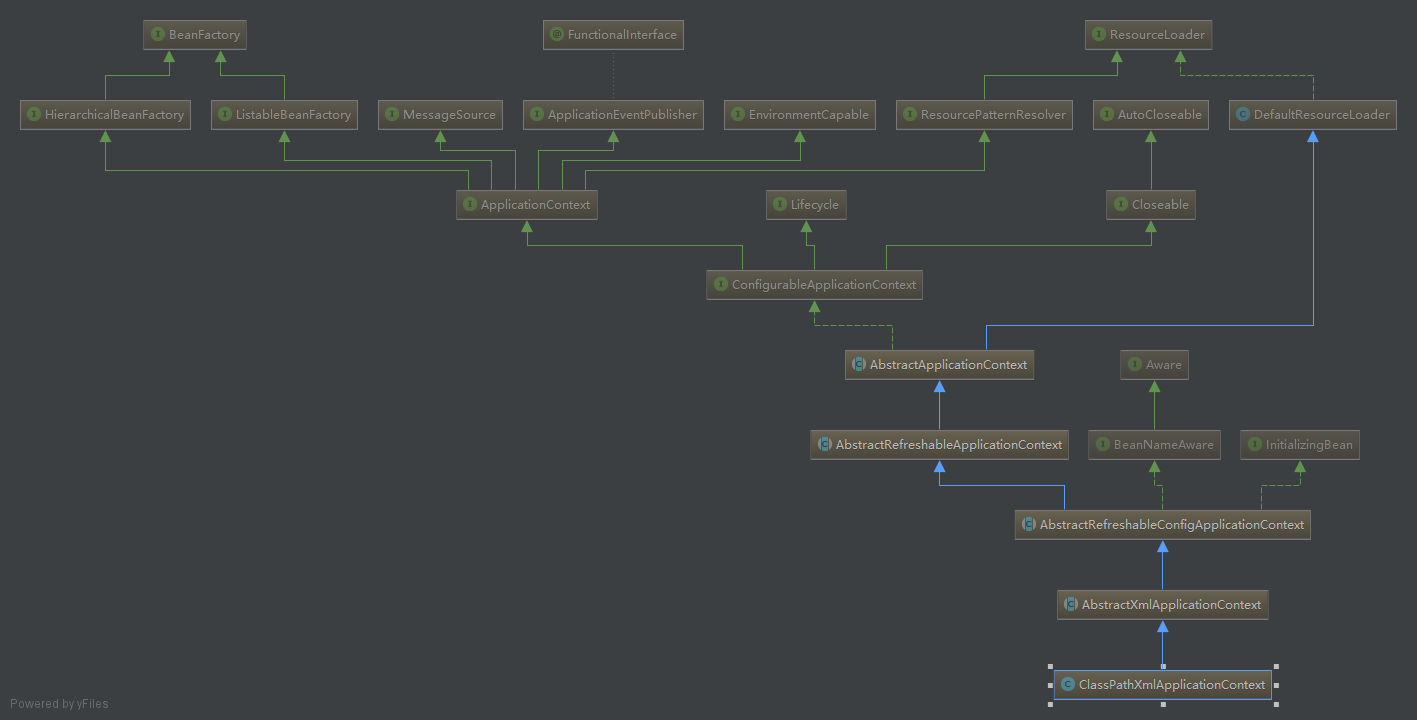 BeanFactory
FunctionalInterface
ResourceLoader
HierarchicalBeanFactory
ListableBeanFactory
MessageSource
ApplicationEventPublisher
EnvironmentCapable
ResourcePatternResolver
AutoCloseable
DefaultResourceLoader
ApplicationContext
Lifecycle
Closeable
ConfigurableApplicationContext
AbstractApplicationContext
Aware
AbstractRefreshableApplicationContext
BeanNameAware
InitializingBean
AbstractRefreshableConfigApplicationContext
AbstractXmlApplicationContext
ClassPathXmlApplicationContext
Powered by yFiles